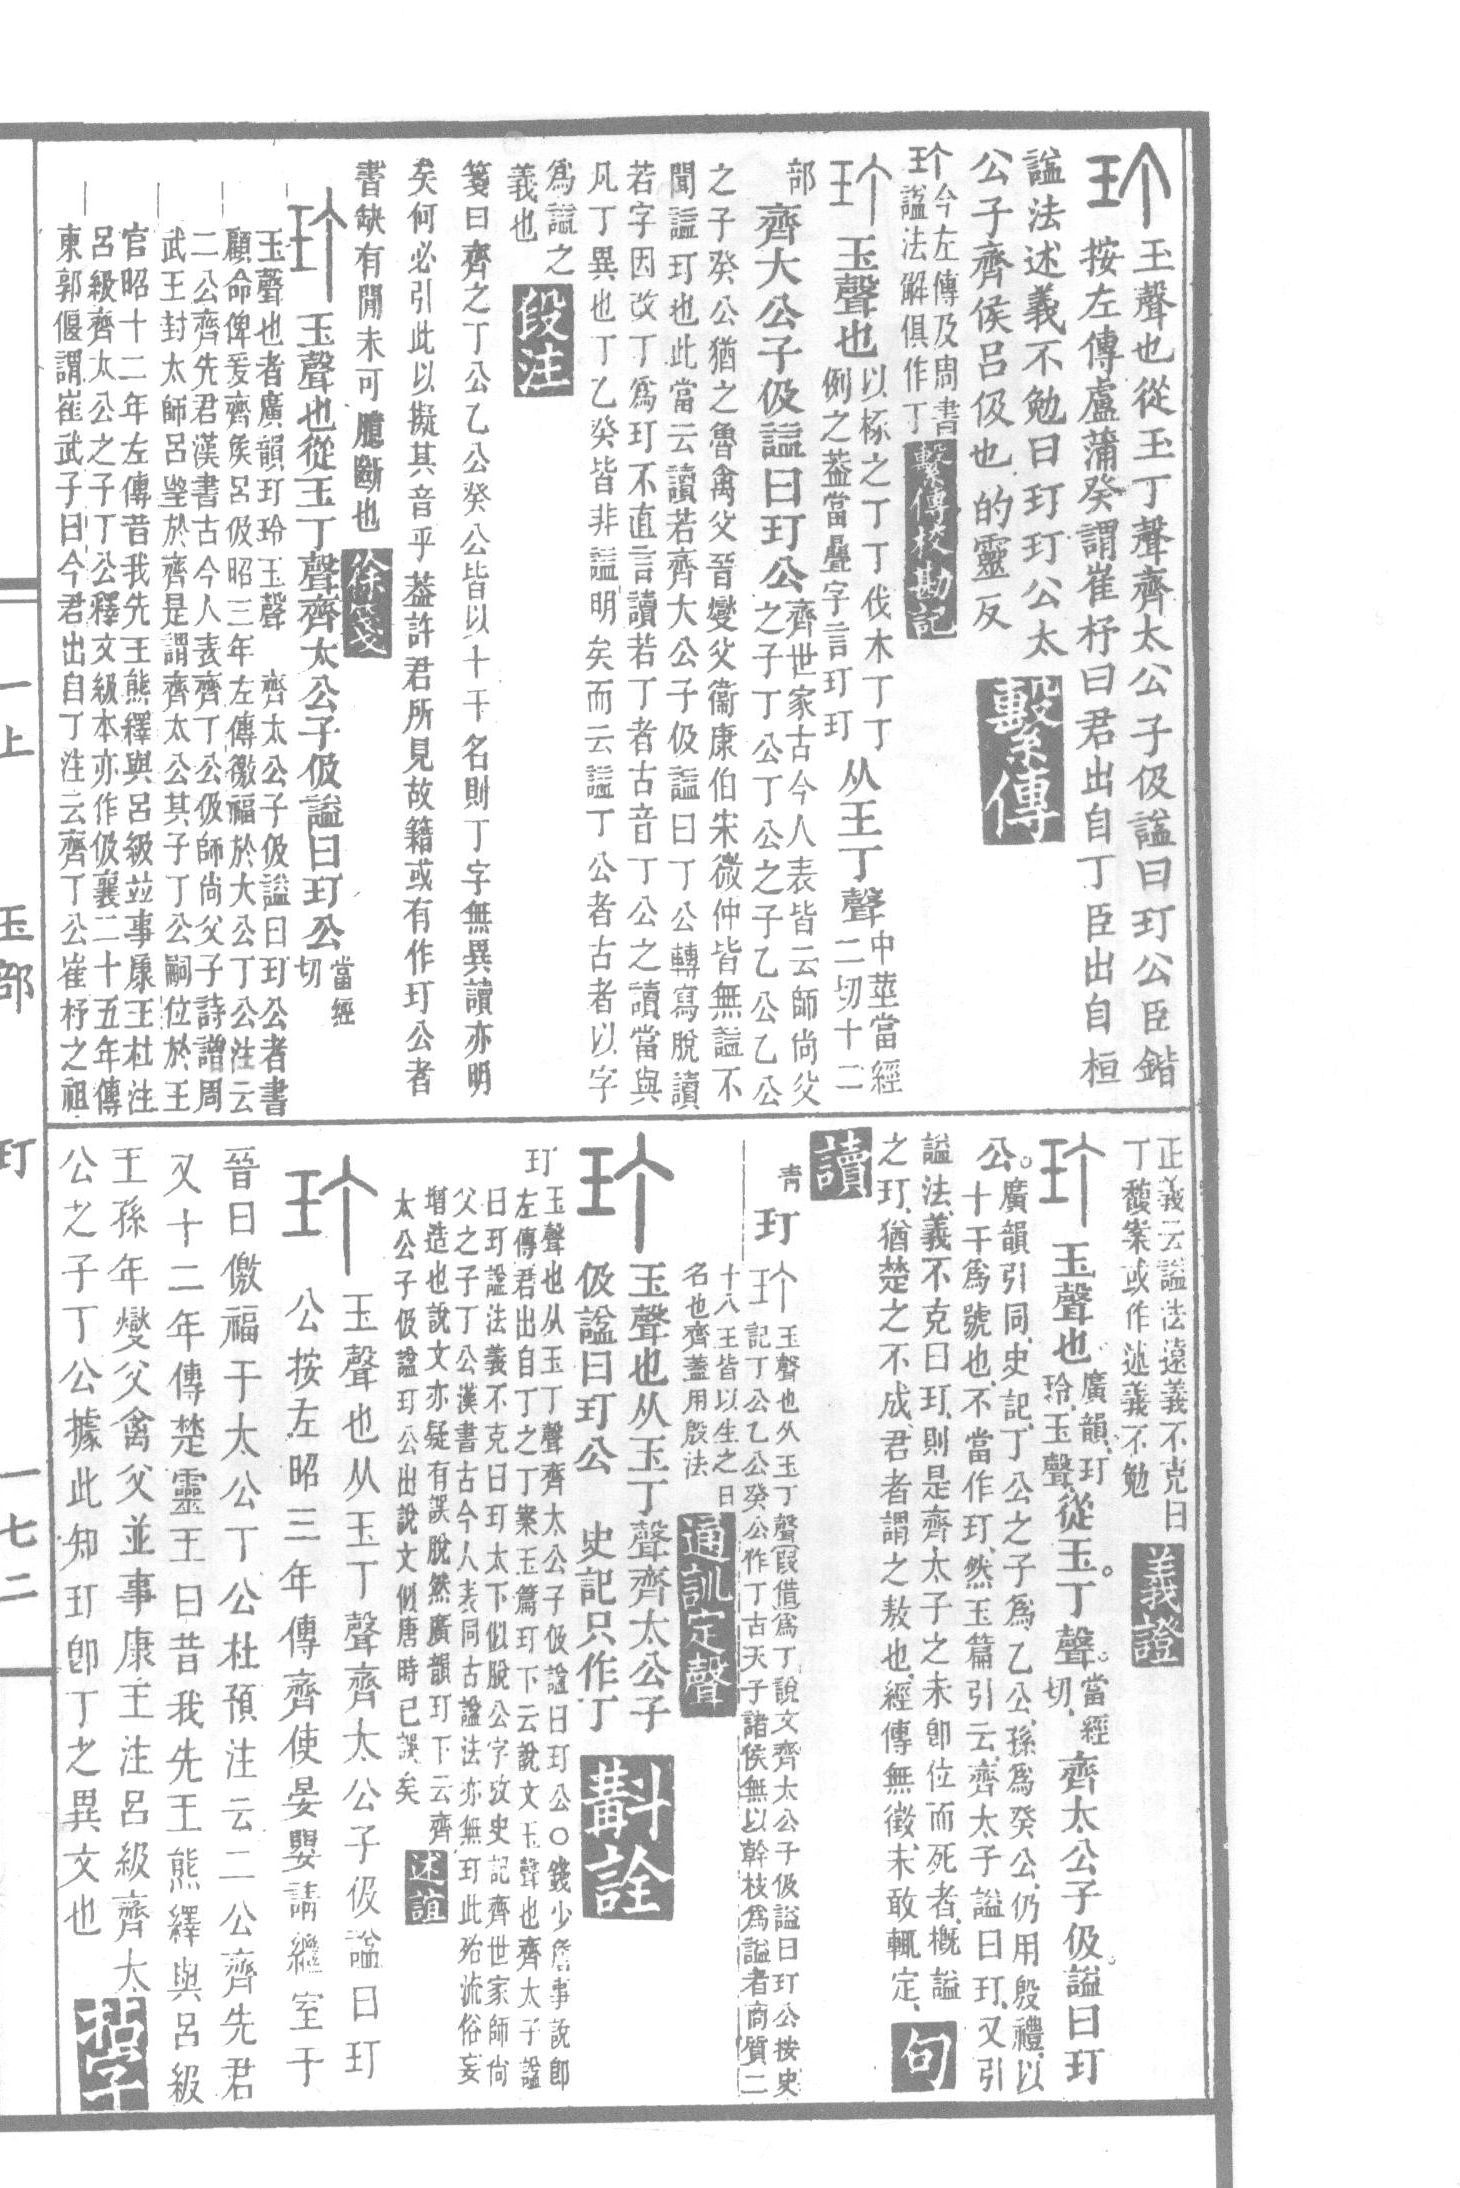 玉聲也從玉丁聲齊太公子伋謚曰玎公臣鍇
按左傳盧蒲癸謂崔杼曰君出自丁臣出自桓
謚法述義不勉曰玎玎公太
公子齊侯呂伋也 的靈反
繫傳
玎今左傳及周書
謚法解俱作丁
繫傳校勘記
玎 玉聲也
以椓之丁丁伐木丁丁
例之葢當疊字言玎玎
从王丁聲
中莖當經
二切十二
部
齊大公子伋謚曰玎公
齊世家古今人表皆云師尚父
之子丁公丁公之子乙公乙公
之子癸公猶之魯禽父晉燮父衞康伯宋微仲皆無謚不
聞謚玎也此當云讀若齊大公子伋謚曰丁公轉寫脫讀
若字因改丁爲玎不直言讀若丁者古音丁公之讀當與
凡丁異也丁乙癸皆非謚明矣而云謚丁公者古者以字
爲謚之
義也
段注
箋曰齊之丁公乙公癸公皆以十干名則丁字無異讀亦明
矣何必引此以擬其音乎葢許君所見故籍或有作玎公者
書缺有閒未可臆斷也
徐箋
玎 玉聲也從玉丁聲齊太公子伋謚曰玎公
當經
切
玉聲也者廣韻玎玲玉聲 齊太公子伋謚曰玎公者書
顧命俾爰齊矦呂伋昭三年左傳徼福於大公丁公注云
二公齊先君漢書古今人表齊丁公伋師尚父子詩譜周
武王封太師呂望於齊是謂齊太公其子丁公嗣位於王
官昭十二年左傳昔我先王熊繹與呂級竝事康王杜注
呂級齊太公之子丁公釋文級本亦作伋襄二十五年傳
東郭偃謂崔武子曰今君出自丁注云齊丁公崔杼之祖
正義云謚法遠義不克曰
丁馥案或作述義不勉
義證
玎 玉聲也
廣韻玎
玲玉聲
從玉。丁聲。
當經
切
齊太公子伋謚曰玎
公。廣韻引同史記丁公之子爲乙公孫爲癸公仍用殷禮以
十干爲號也不當作玎然玉篇引云齊太子謚曰玎又引
謚法義不克曰玎則是齊太子之未卽位而死者概謚
之玎猶楚之不成君者謂之敖也經傳無徵未敢輒定
句
讀
青 玎
玎 玉聲也从玉丁聲叚借爲丁說文齊太公子伋謚曰玎公按史
記丁公乙公癸公作丁古天子諸侯無以幹枝爲謚者商質二
十八王皆以生之日
名也齊蓋用殷法
通訓定聲
玎 玉聲也从玉丁聲齊太公子
伋謚曰玎公 史記只作丁
斠詮
玎 玉聲也从玉丁聲齊太公子伋謚曰玎公〇錢少詹事說卽
左傳君出自丁之丁案玉篇玎下云說文玉聲也齊太子謚
曰玎謚法義不克曰玎太下似脫公字攷史記齊世家師尚
父之子丁公漢書古今人表同古謚法亦無玎此殆流俗妄
增造也說文亦疑有誤脫然廣韻玎下云齊
太公子伋謚玎公出說文似唐時已誤矣
述誼
玎 玉聲也从玉丁聲齊太公子伋謚曰玎
公按左昭三年傳齊使晏嬰請繼室于
晉曰徼福于太公丁公杜預注云二公齊先君
又十二年傳楚靈王曰昔我先王熊繹與呂級
王孫牟燮父禽父並事康王注呂級齊太
公之子丁公據此知玎卽丁之異文也
拈字
一上 玉部 玎 一七二